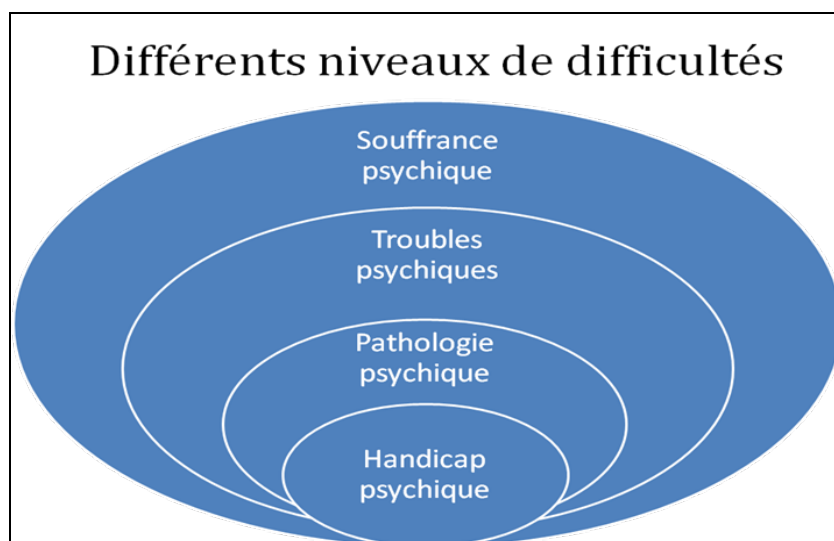 Différents niveaux de difficultés
Souffrance
psychique
Troubles
psychiques
Pathologie
psychique
Handicap
psychique